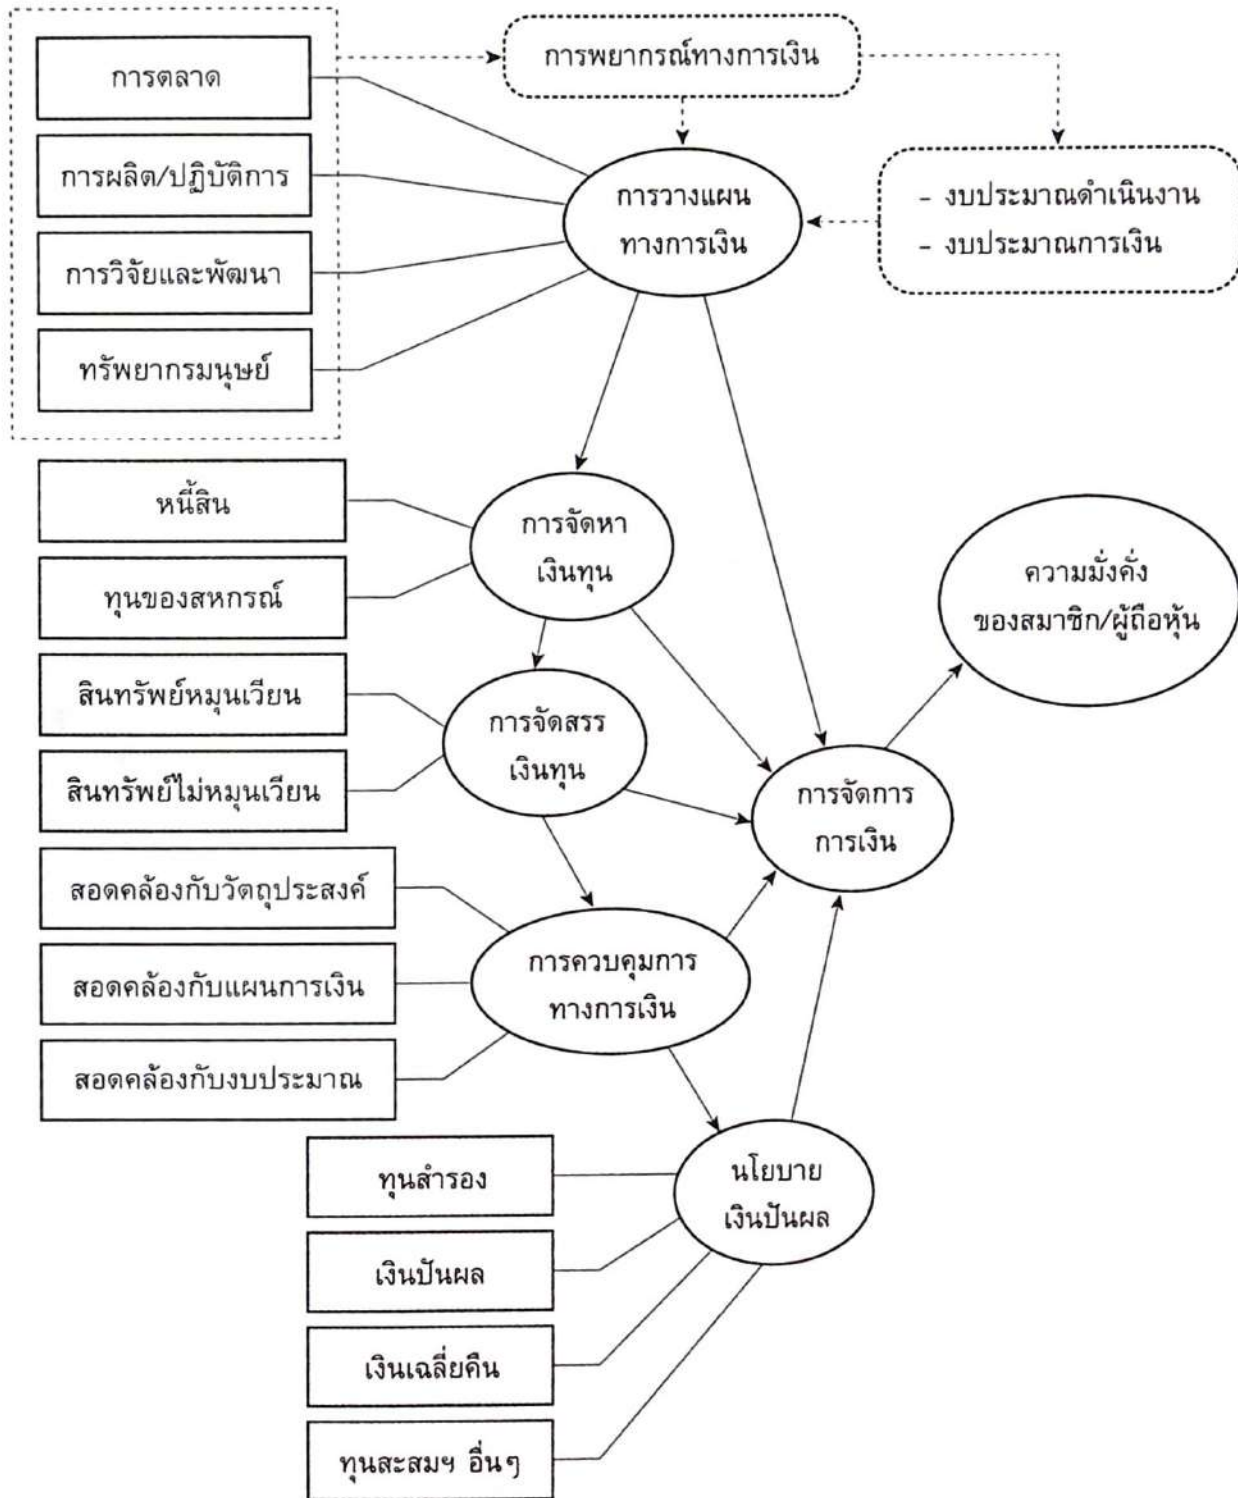 การพยากรณ์ทางการเงิน
การตลาด
การผลิต/ปฏิบัติการ
การวิจัยและพัฒนา
ทรัพยากรมนุษย์
การวางแผน
ทางการเงิน
- งบประมาณดำเนินงาน
- งบประมาณการเงิน
หนี้สิน
ทุนของสหกรณ์
การจัดหา
เงินทุน
ความมั่งคั่ง
ของสมาชิก/ผู้ถือหุ้น
สินทรัพย์หมุนเวียน
สินทรัพย์ไม่หมุนเวียน
การจัดสรร
เงินทุน
การจัดการ
การเงิน
สอดคล้องกับวัตถุประสงค์
สอดคล้องกับแผนการเงิน
สอดคล้องกับงบประมาณ
การควบคุมการ
ทางการเงิน
ทุนสำรอง
เงินปันผล
เงินเฉลี่ยคืน
ทุนสะสมฯ อื่นๆ
นโยบาย
เงินปันผล